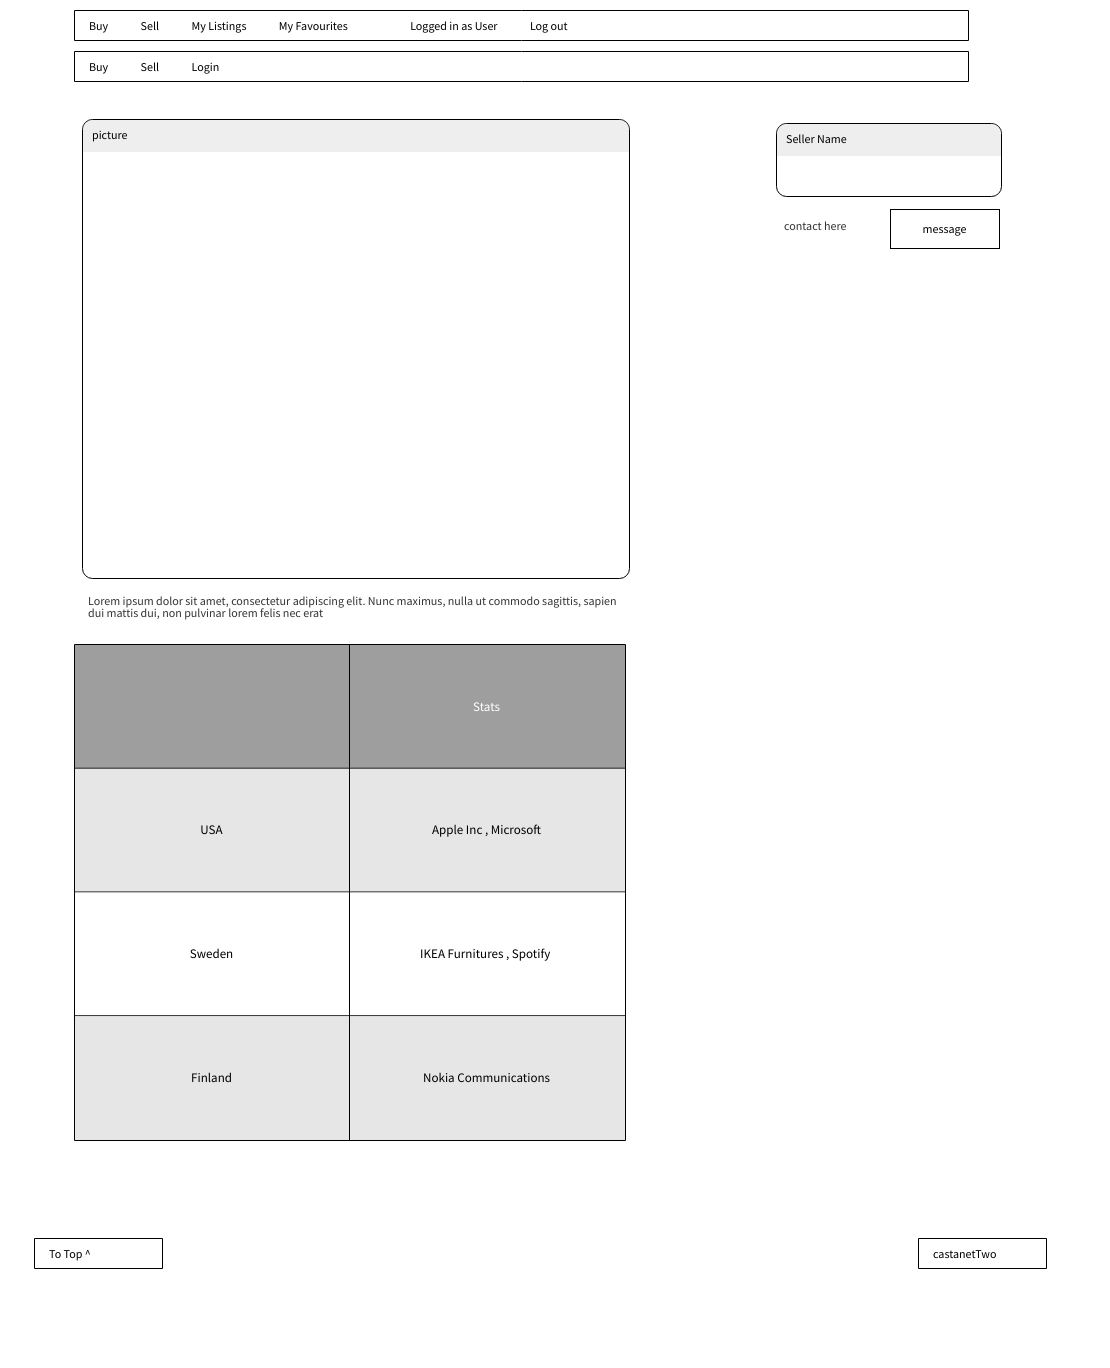 Buy Sell My Listings My Favourites Logged in as User Log out
Buy Sell Login
picture
Seller Name
contact here
message
Lorem ipsum dolor sit amet, consectetur adipiscing elit. Nunc maximus, nulla ut commodo sagittis, sapien
dui mattis dui, non pulvinar lorem felis nec erat
Stats
USA Apple Inc , Microsoft
Sweden IKEA Furnitures , Spotify
Finland Nokia Communications
To Top ^
castanetTwo